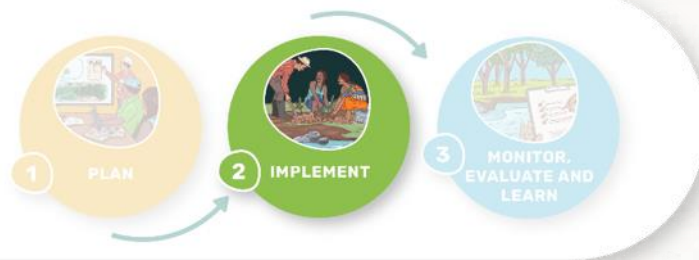 1
PLAN
2
IMPLEMENT
3
MONITOR,
EVALUATE AND
LEARN